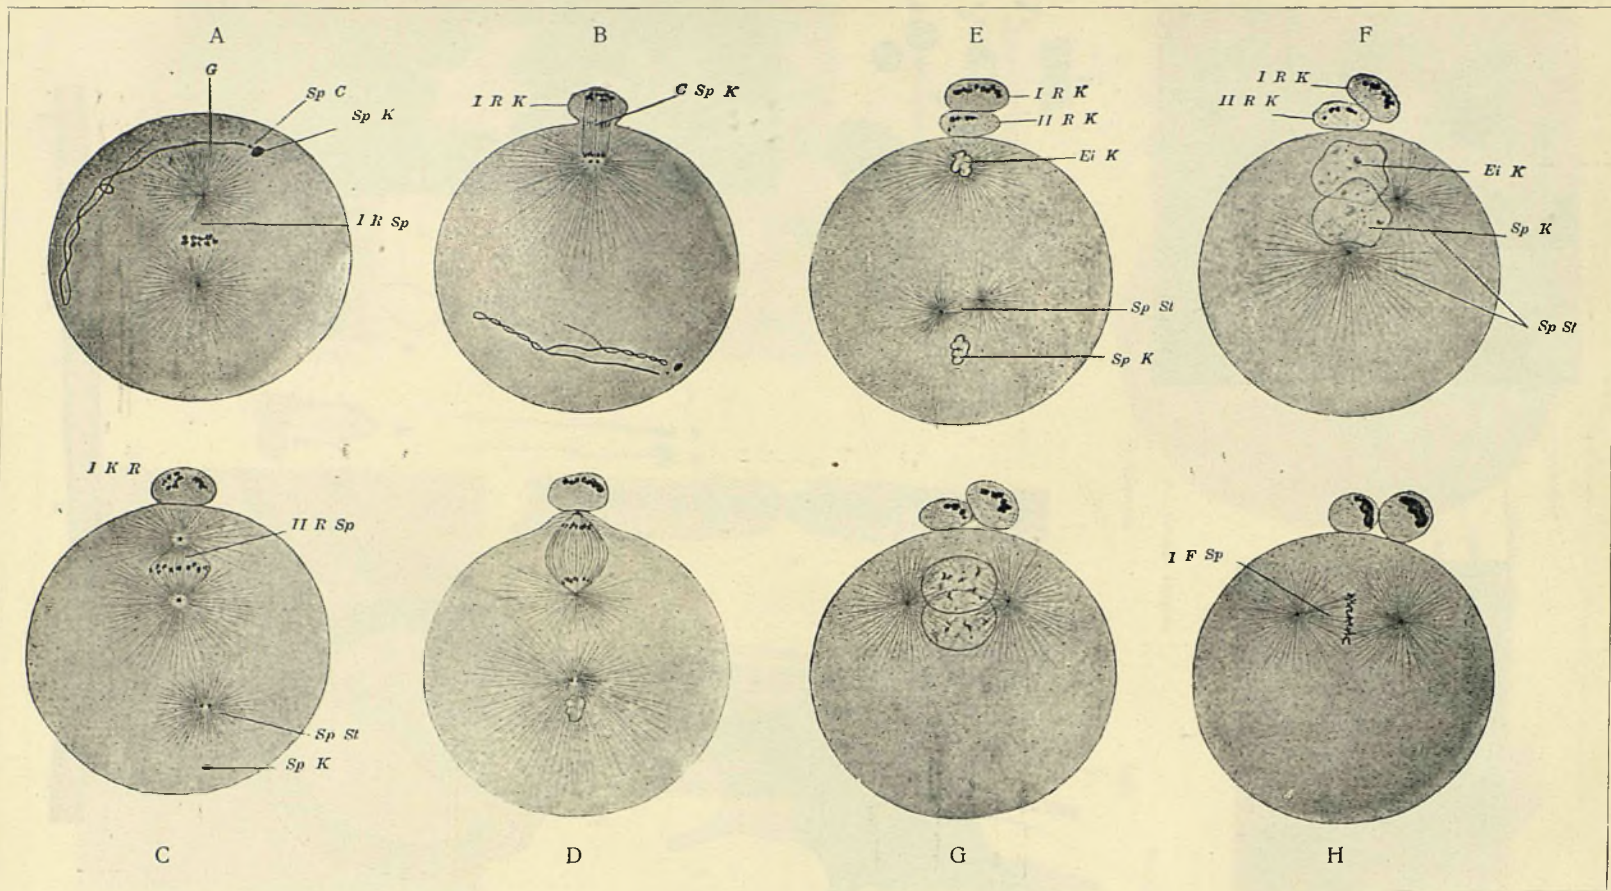 A
G
Sp C
Sp K
I R Sp
B
I R K
C Sp K
E
I R K
II R K
Ei K
Sp St
Sp K
F
I R K
II R K
Ei K
Sp K
Sp St
I K R
II R Sp
Sp St
Sp K
C
D
G
I F Sp
H